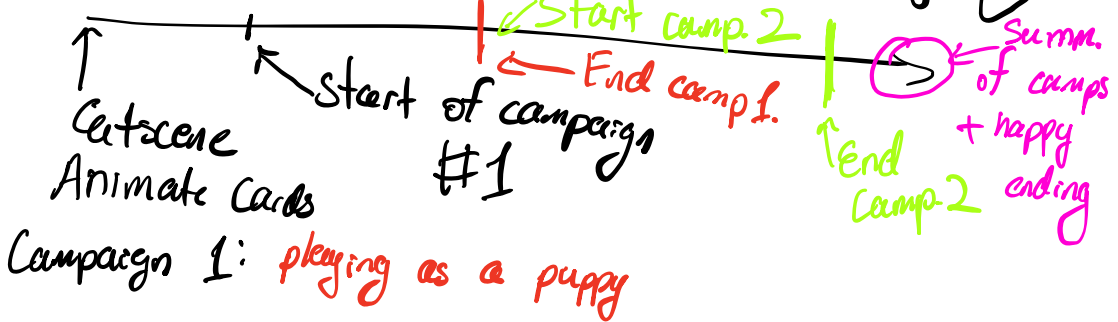 Start camp. 2
Summ.
of camps
+ happy
ending
End camp 1.
Start of campaign
#1
Cutscene
Animate Cards
End
Camp. 2
Campaign 1: playing as a puppy